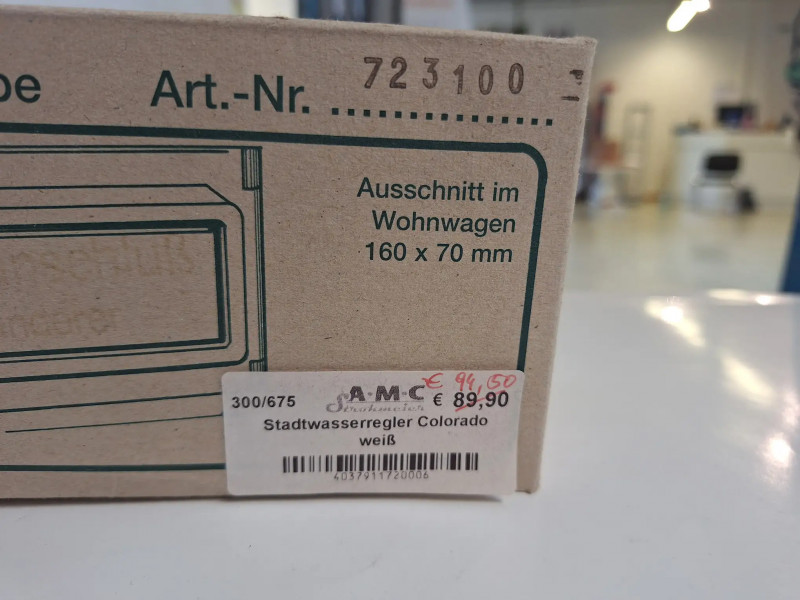 be
Art.-Nr. 723100
Ausschnitt im
Wohnwagen
160 x 70 mm
€ 94,50
300/675 A·M·C € 89,90
Strohmeier
Stadtwasserregler Colorado
weiß
4037911720006